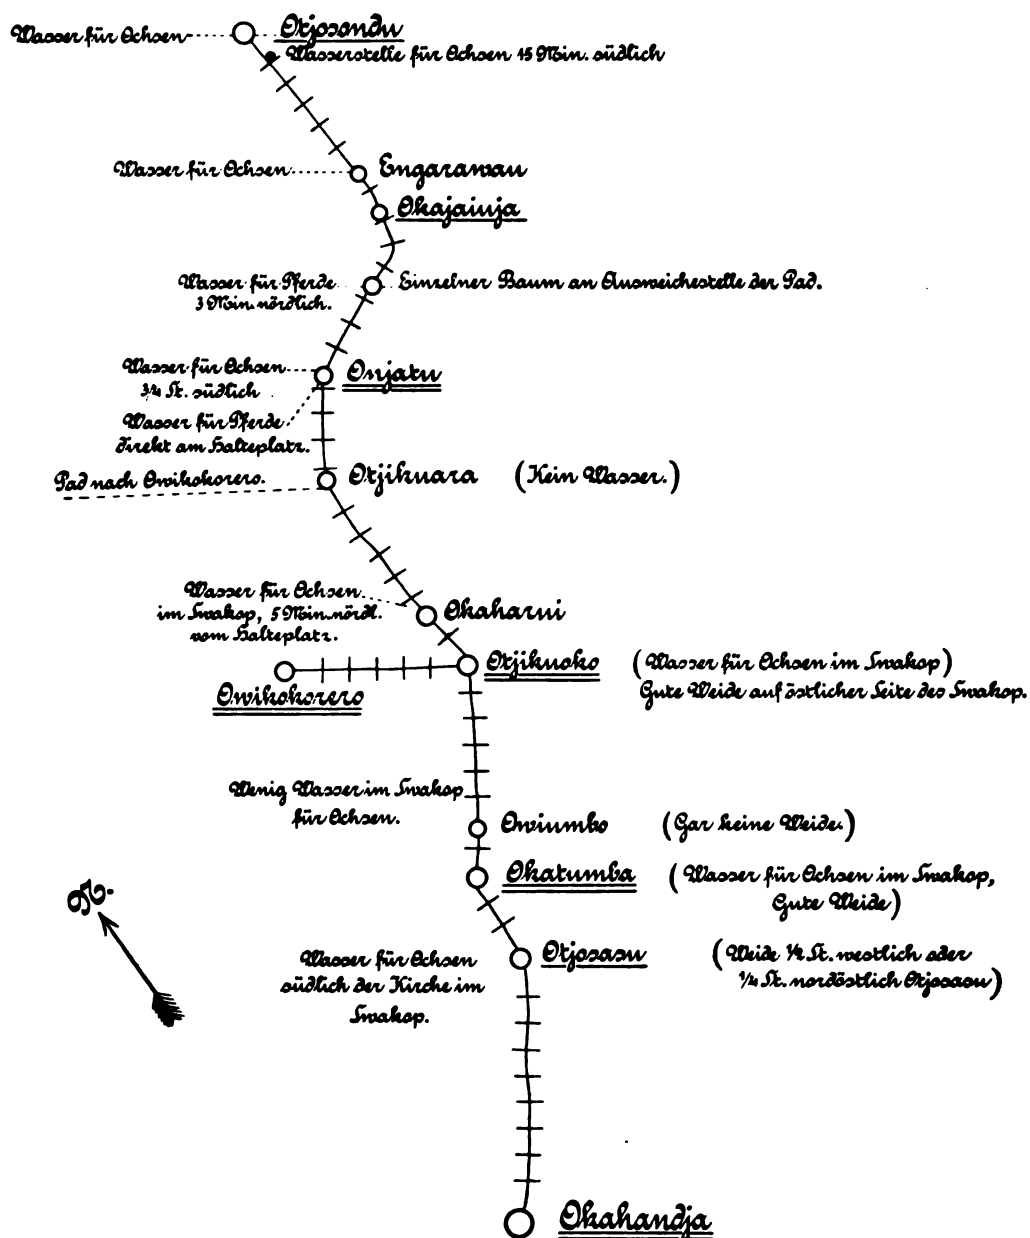 Wasser für Ochsen
Otjosondu
Wasserstelle für Ochsen 15 Min. südlich
Wasser für Ochsen
Engarawau
Okajainja
Wasser für Pferde
3 Min. nördlich.
Einzelner Baum an Ausweichestelle der Pad.
Wasser für Ochsen
3/4 St. südlich
Onjatu
Wasser für Pferde
direkt am Halteplatz.
Pad nach Owikokorero.
Otjikuara (Kein Wasser.)
Wasser für Ochsen
im Swakop, 5 Min. nördl.
vom Halteplatz.
Okaharui
Otjikuoko (Wasser für Ochsen im Swakop)
Gute Weide auf östlicher Seite des Swakop.
Owikokorero
Wenig Wasser im Swakop
für Ochsen.
Owiumbo (Gar keine Weide.)
Okatumba (Wasser für Ochsen im Swakop,
Gute Weide)
N.
Wasser für Ochsen
südlich der Kirche im
Swakop.
Otjosasu (Weide 1/2 St. westlich oder
1/4 St. nordöstlich Otjosasu)
Okahandja